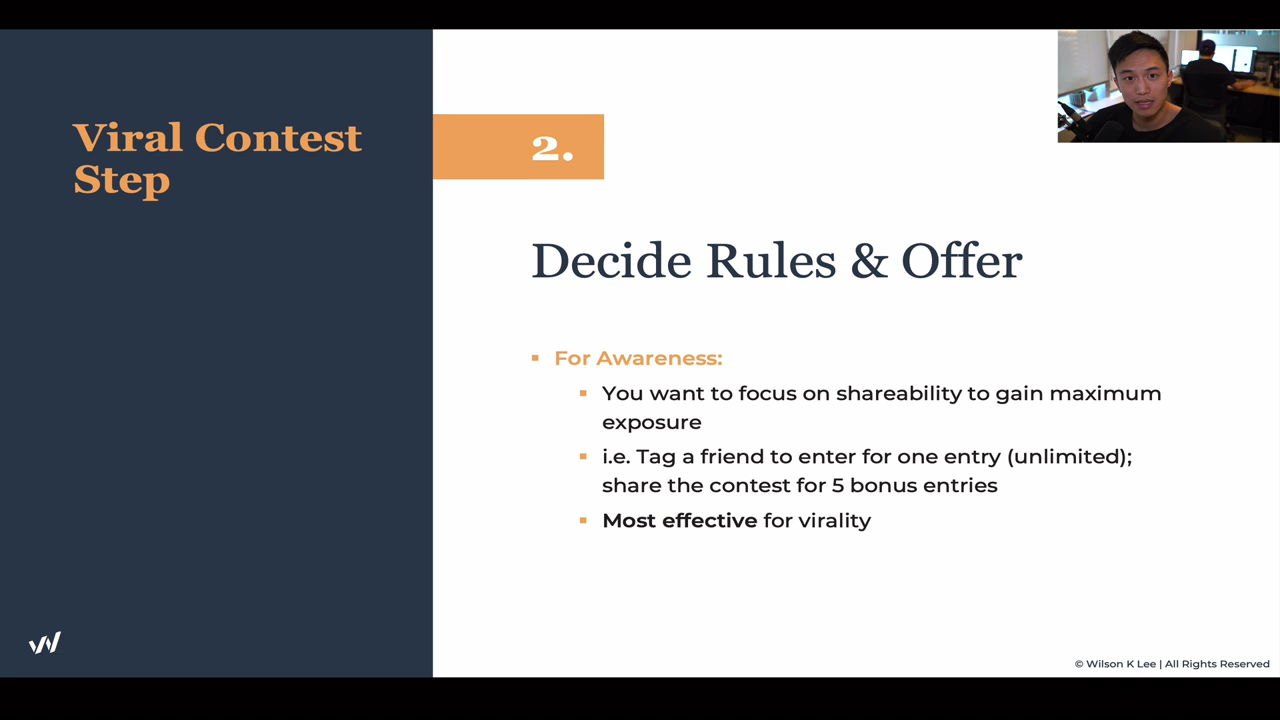 Viral Contest
Step
2.
Decide Rules & Offer
For Awareness:
You want to focus on shareability to gain maximum
exposure
i.e. Tag a friend to enter for one entry (unlimited);
share the contest for 5 bonus entries
Most effective for virality
© Wilson K Lee | All Rights Reserved